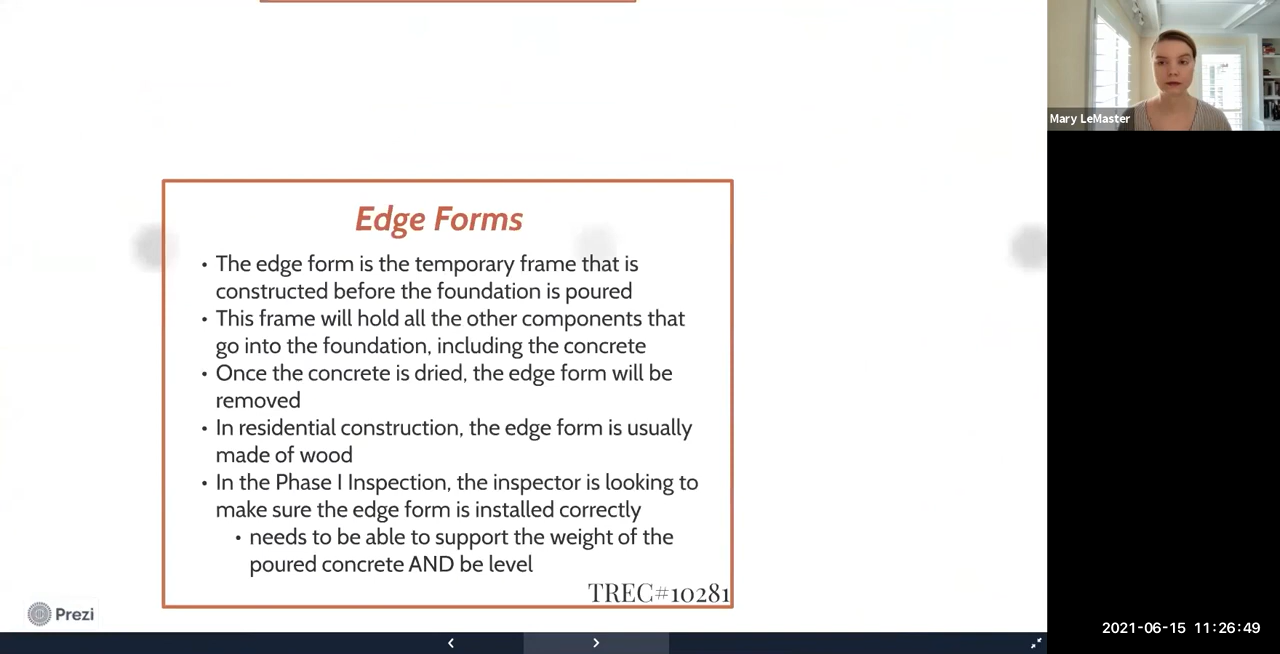 Mary LeMaster
Edge Forms
• The edge form is the temporary frame that is
constructed before the foundation is poured
• This frame will hold all the other components that
go into the foundation, including the concrete
• Once the concrete is dried, the edge form will be
removed
• In residential construction, the edge form is usually
made of wood
• In the Phase I Inspection, the inspector is looking to
make sure the edge form is installed correctly
• needs to be able to support the weight of the
poured concrete AND be level
TREC#10281
Prezi
2021-06-15 11:26:49